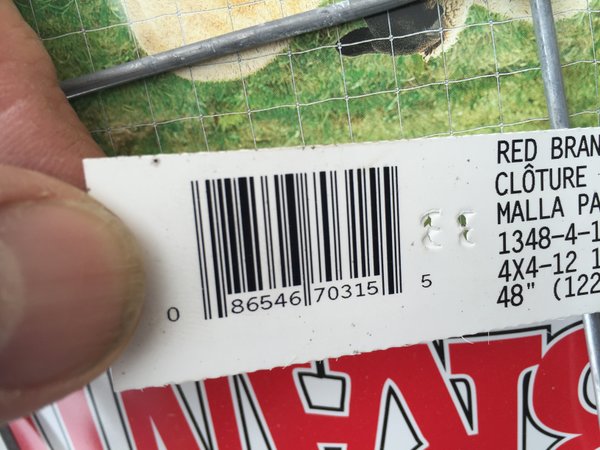 0 86546 70315 5
RED BRAN
CLÔTURE
MALLA PA
1348-4-1
4X4-12 1
48" (122